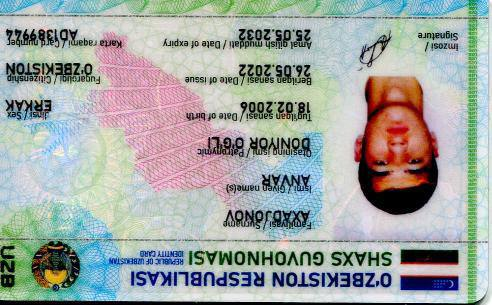 O'ZBEKISTON RESPUBLIKASI
SHAXS GUVOHNOMASI
REPUBLIC OF UZBEKISTAN
IDENTITY CARD
UZB
Familiyasi / Surname
AXADJONOV
Ismi / Given name(s)
ANVAR
Otasining ismi / Patronymic
DONIYOR O'G'LI
Tug'ilgan sanasi / Date of birth
18.02.2006
Jinsi / Sex
ERKAK
Berilgan sanasi / Date of issue
26.05.2022
Fuqaroligi / Citizenship
O'ZBEKISTON
Amal qilish muddati / Date of expiry
25.05.2032
Karta raqami / Card number
AD1389944
Imzosi /
Signature